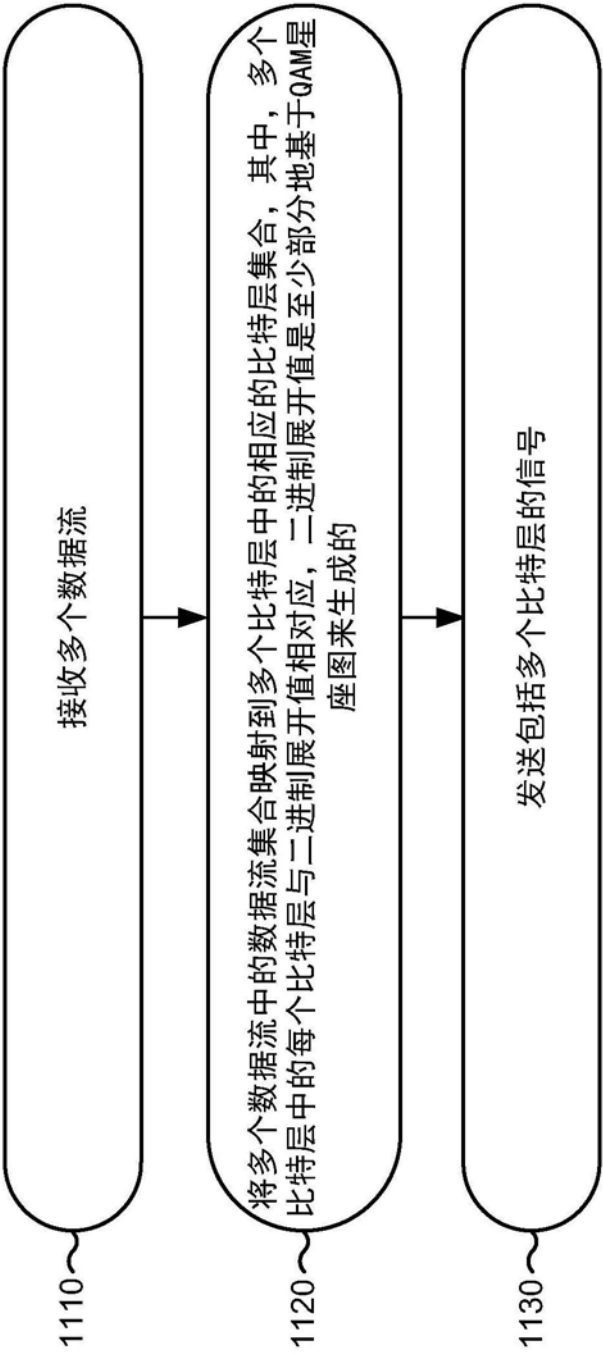 1110
接收多个数据流
1120
将多个数据流中的数据流集合映射到多个比特层中的相应的比特层集合，其中，多个
比特层中的每个比特层与二进制展开值相对应，二进制展开值是至少部分地基于QAM星
座图来生成的
1130
发送包括多个比特层的信号